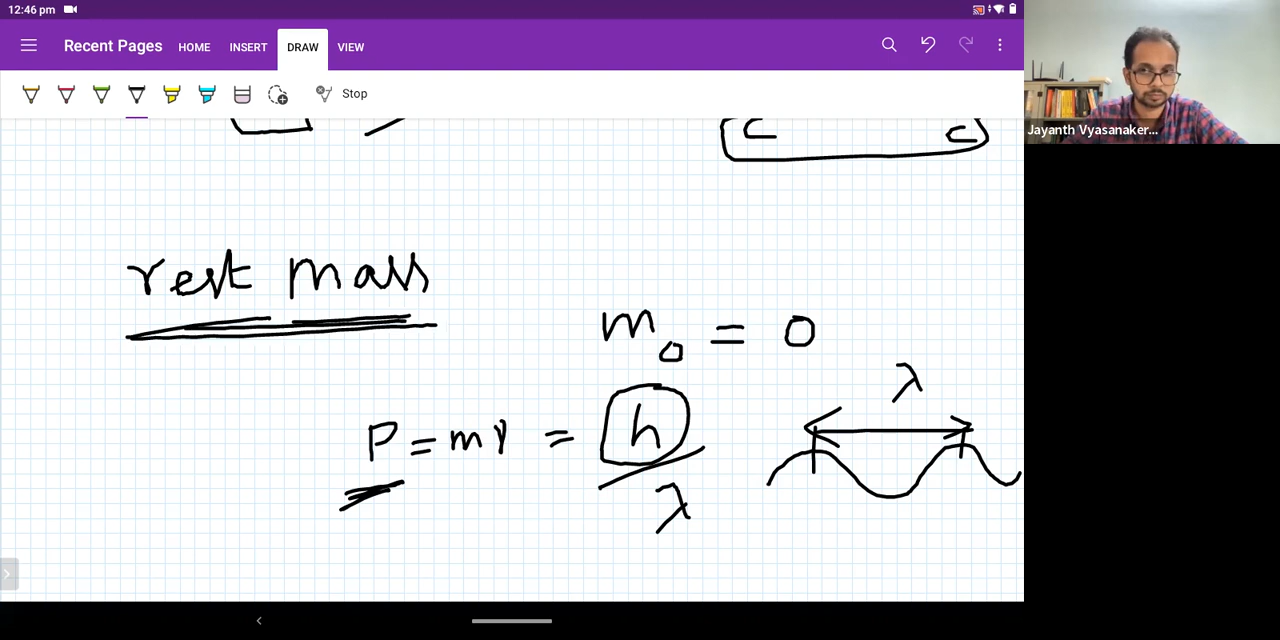 12:46 pm
Recent Pages HOME INSERT DRAW VIEW
Stop
Jayanth Vyasanaker...
rest mass
m₀ = 0
λ
P = mv = h/λ